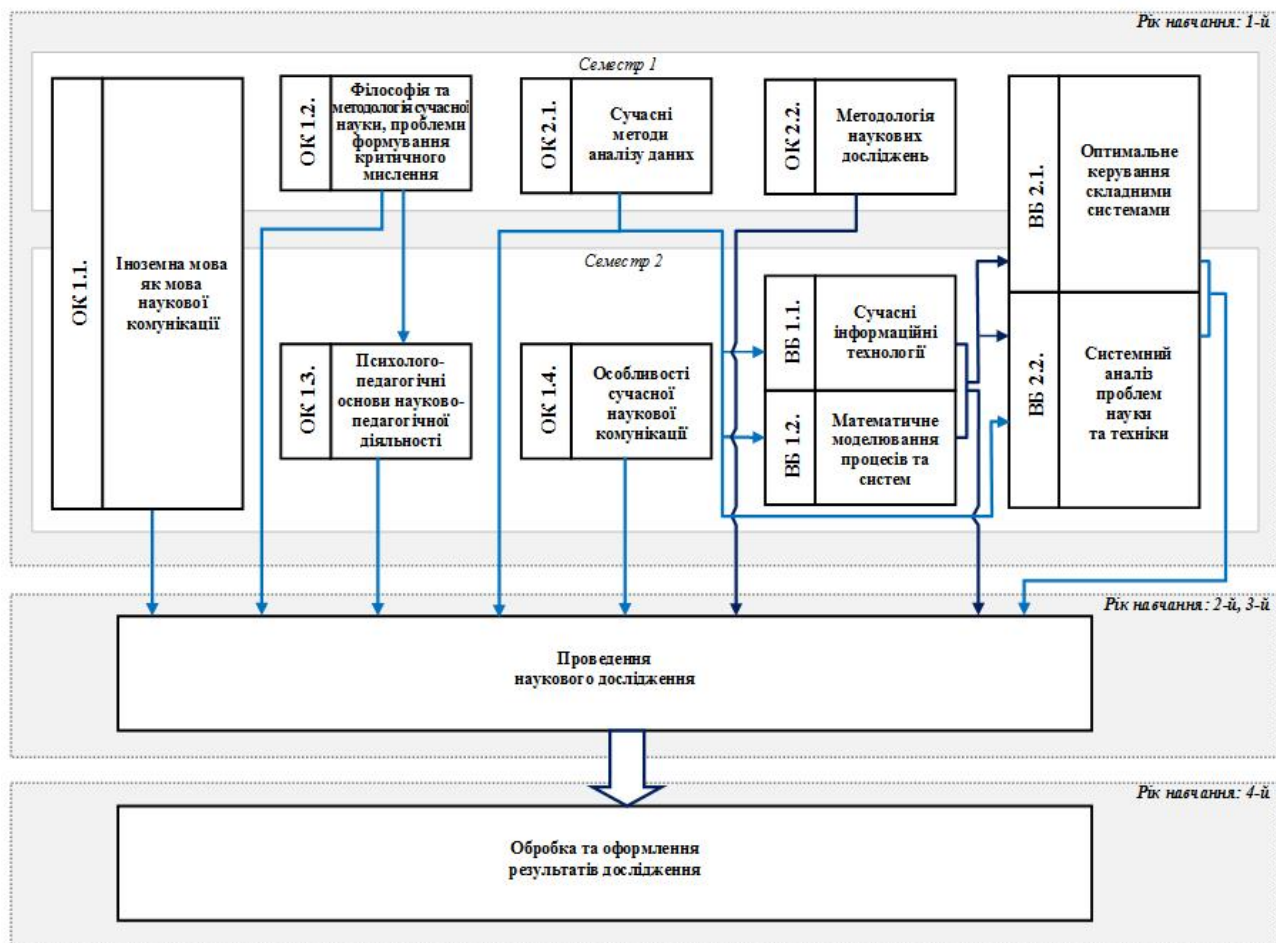 Рік навчання: 1-й
Семестр 1
ОК 1.1.
Іноземна мова
як мова
наукової
комунікації
ОК 1.2.
Філософія та
методологія сучасної
науки, проблеми
формування
критичного
мислення
ОК 2.1.
Сучасні
методи
аналізу даних
ОК 2.2.
Методологія
наукових
досліджень
ВБ 2.1.
Оптимальне
керування
складними
системами
Семестр 2
ОК 1.3.
Психолого-
педагогічні
основи науково-
педагогічної
діяльності
ОК 1.4.
Особливості
сучасної
наукової
комунікації
ВБ 1.1.
Сучасні
інформаційні
технології
ВБ 1.2.
Математичне
моделювання
процесів та
систем
ВБ 2.2.
Системний
аналіз
проблем
науки
та техніки
Рік навчання: 2-й, 3-й
Проведення
наукового дослідження
Рік навчання: 4-й
Обробка та оформлення
результатів дослідження